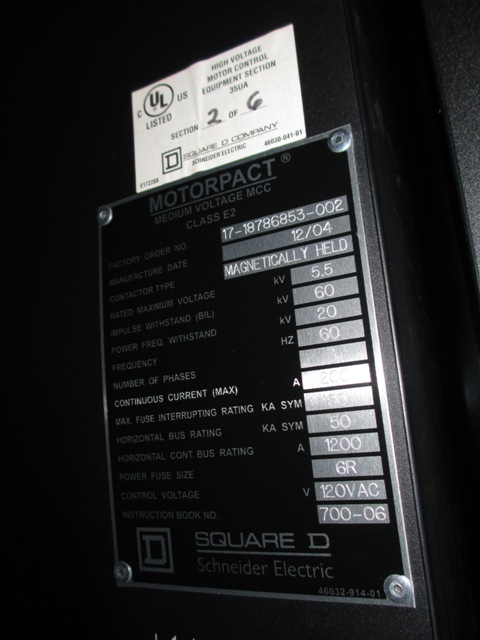 HIGH VOLTAGE
MOTOR CONTROL
EQUIPMENT SECTION
35UA
C UL US
LISTED
SECTION 2 OF 6
SQUARE D COMPANY
SCHNEIDER ELECTRIC
E172288 46030-041-01
MOTORPACT®
MEDIUM VOLTAGE MCC
CLASS E2
FACTORY ORDER NO. 17-18786853-002
MANUFACTURE DATE 12/04
CONTACTOR TYPE MAGNETICALLY HELD
RATED MAXIMUM VOLTAGE kV 5.5
IMPULSE WITHSTAND (BIL) kV 60
POWER FREQ. WITHSTAND kV 20
FREQUENCY HZ 60
NUMBER OF PHASES
CONTINUOUS CURRENT (MAX) A
MAX. FUSE INTERRUPTING RATING KA SYM
HORIZONTAL BUS RATING KA SYM 50
HORIZONTAL CONT. BUS RATING A 1200
POWER FUSE SIZE 6R
CONTROL VOLTAGE V 120VAC
INSTRUCTION BOOK NO. 700-06
SQUARE D
Schneider Electric
46032-914-01